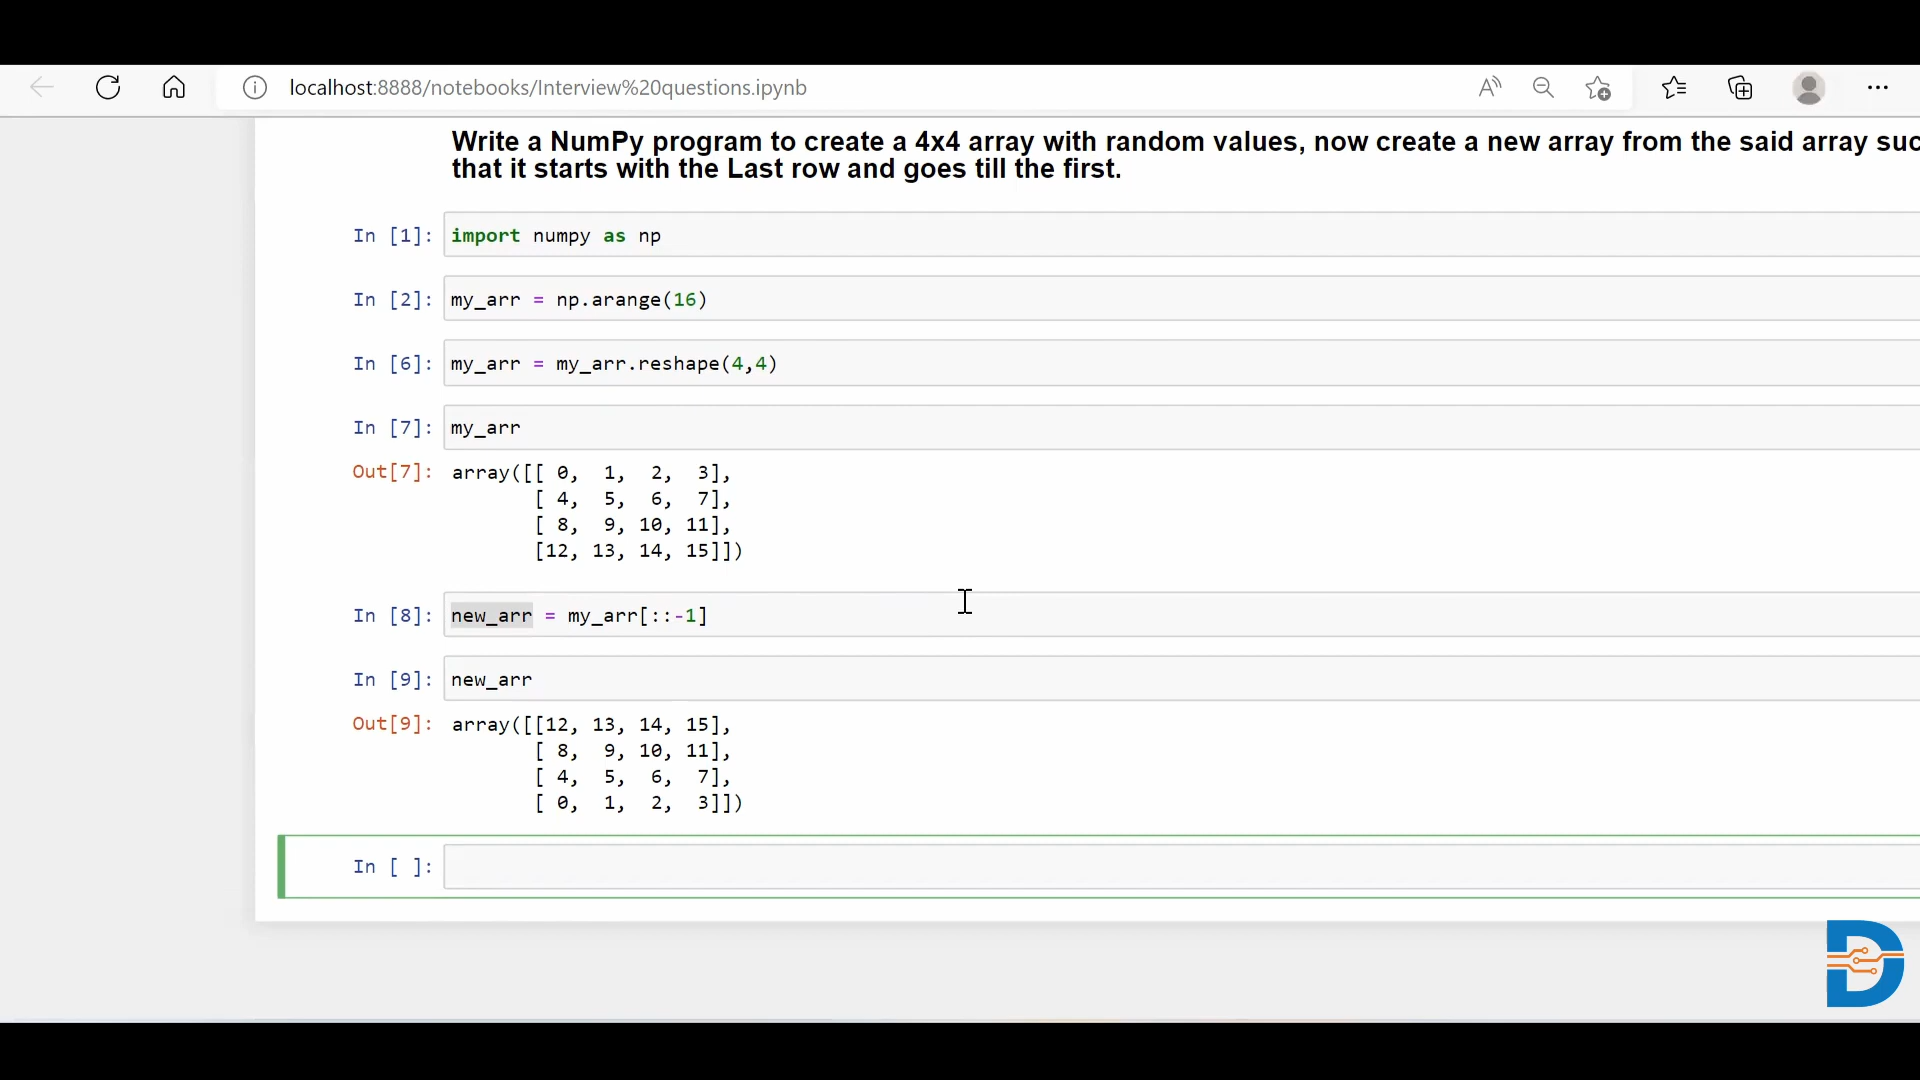 localhost:8888/notebooks/Interview%20questions.ipynb
Write a NumPy program to create a 4x4 array with random values, now create a new array from the said array suc
that it starts with the Last row and goes till the first.
In [1]: import numpy as np
In [2]: my_arr = np.arange(16)
In [6]: my_arr = my_arr.reshape(4,4)
In [7]: my_arr
Out[7]: array([[ 0, 1, 2, 3],
[ 4, 5, 6, 7],
[ 8, 9, 10, 11],
[12, 13, 14, 15]])
In [8]: new_arr = my_arr[::-1]
In [9]: new_arr
Out[9]: array([[12, 13, 14, 15],
[ 8, 9, 10, 11],
[ 4, 5, 6, 7],
[ 0, 1, 2, 3]])
In [ ]: